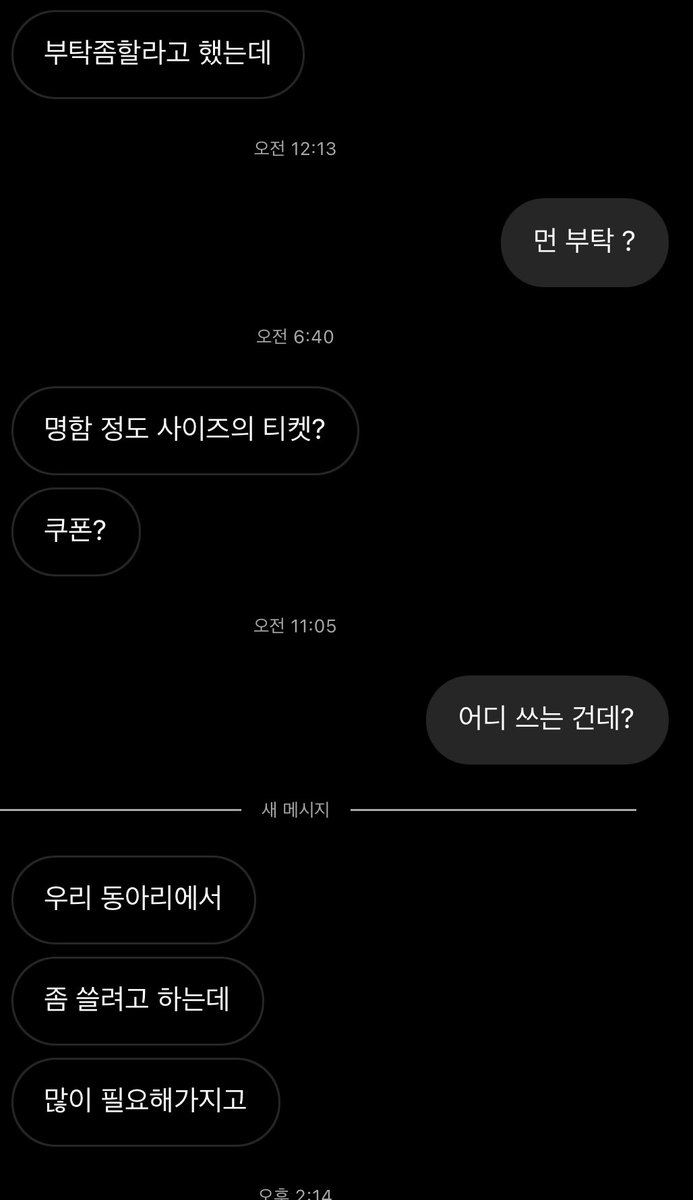 부탁좀할라고 했는데
오전 12:13
먼 부탁 ?
오전 6:40
명함 정도 사이즈의 티켓?
쿠폰?
오전 11:05
어디 쓰는 건데?
새 메시지
우리 동아리에서
좀 쓸려고 하는데
많이 필요해가지고
오후 2:14